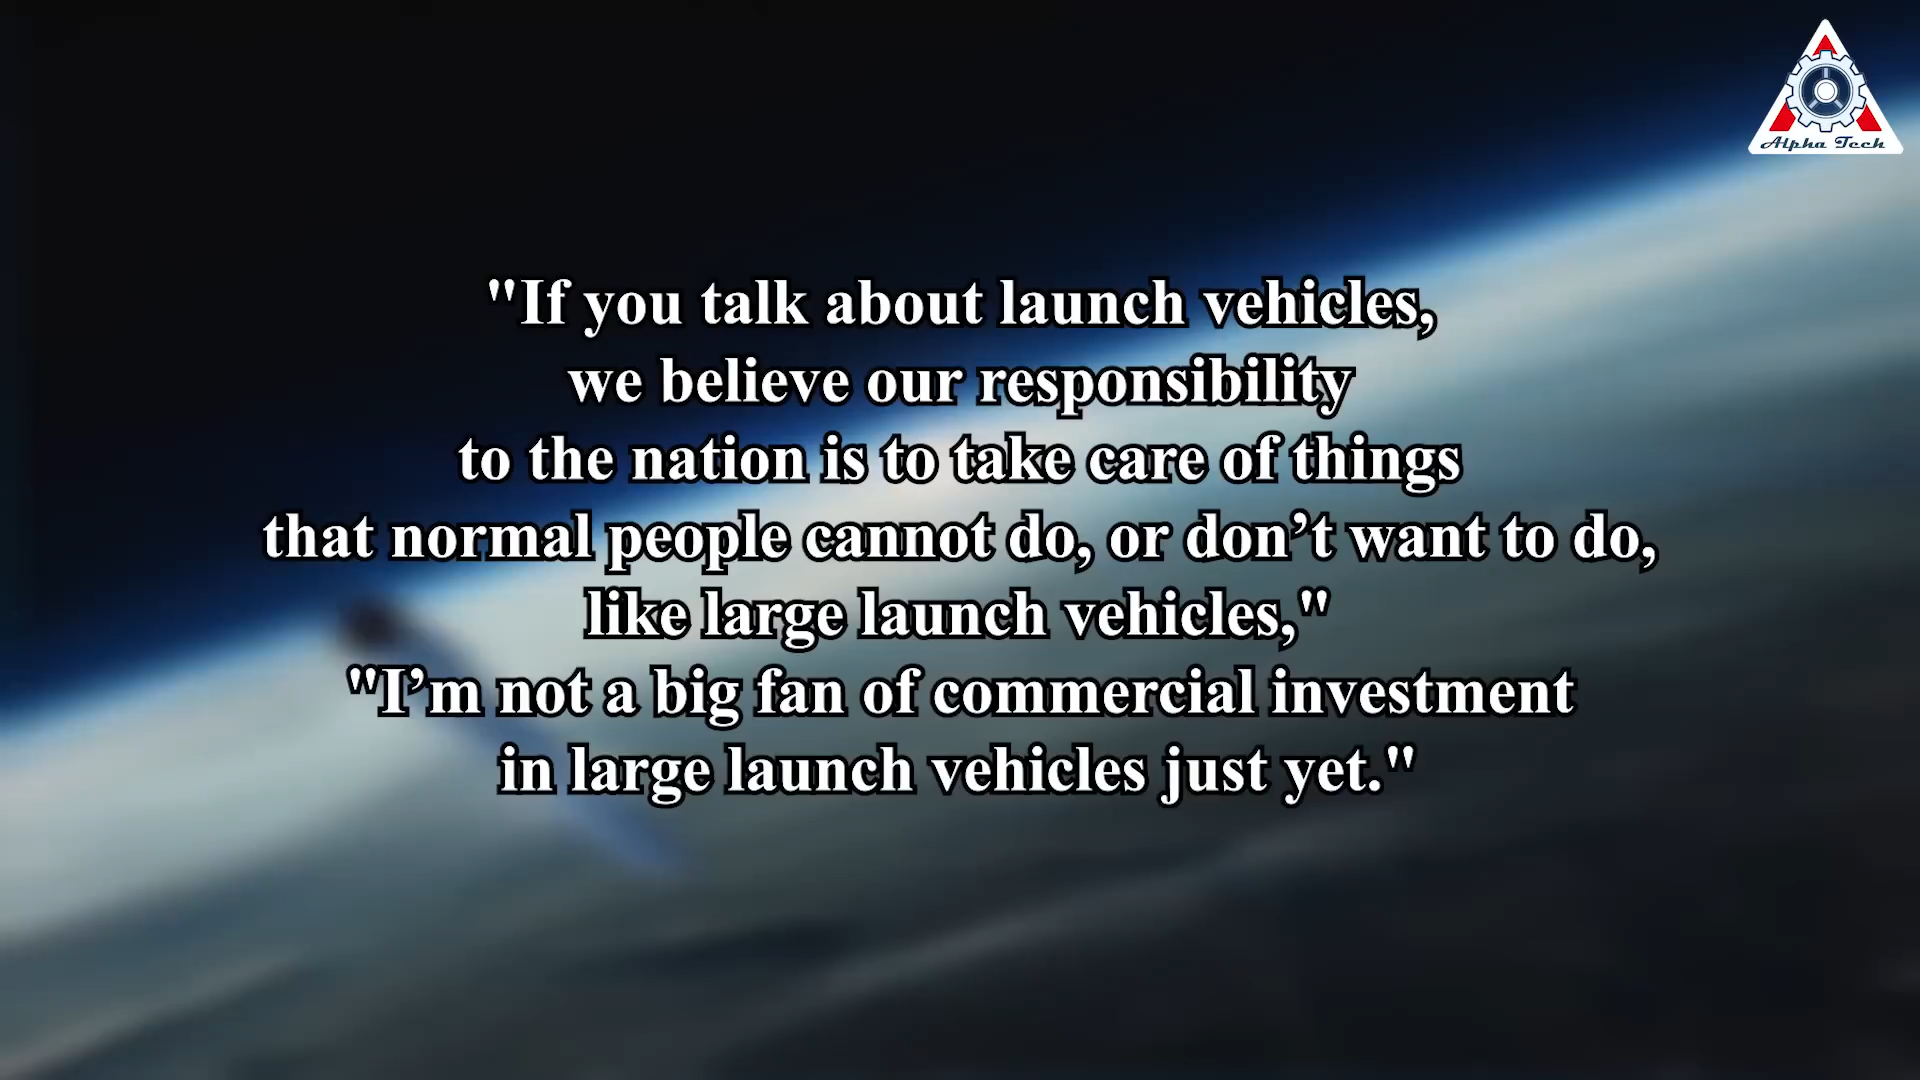 Alpha Tech
"If you talk about launch vehicles,
we believe our responsibility
to the nation is to take care of things
that normal people cannot do, or don’t want to do,
like large launch vehicles,"
"I’m not a big fan of commercial investment
in large launch vehicles just yet."